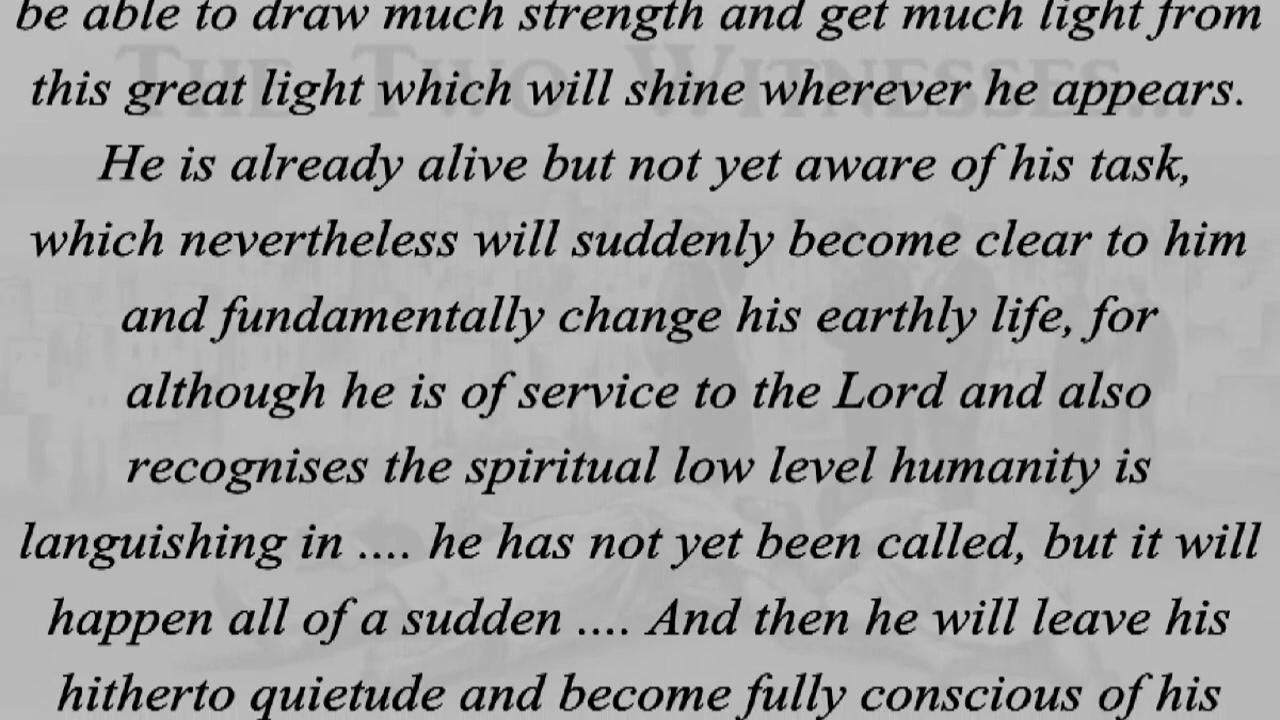 be able to draw much strength and get much light from
THE TWO WITNESSES...
this great light which will shine wherever he appears.
He is already alive but not yet aware of his task,
which nevertheless will suddenly become clear to him
and fundamentally change his earthly life, for
although he is of service to the Lord and also
recognises the spiritual low level humanity is
languishing in .... he has not yet been called, but it will
happen all of a sudden .... And then he will leave his
hitherto quietude and become fully conscious of his